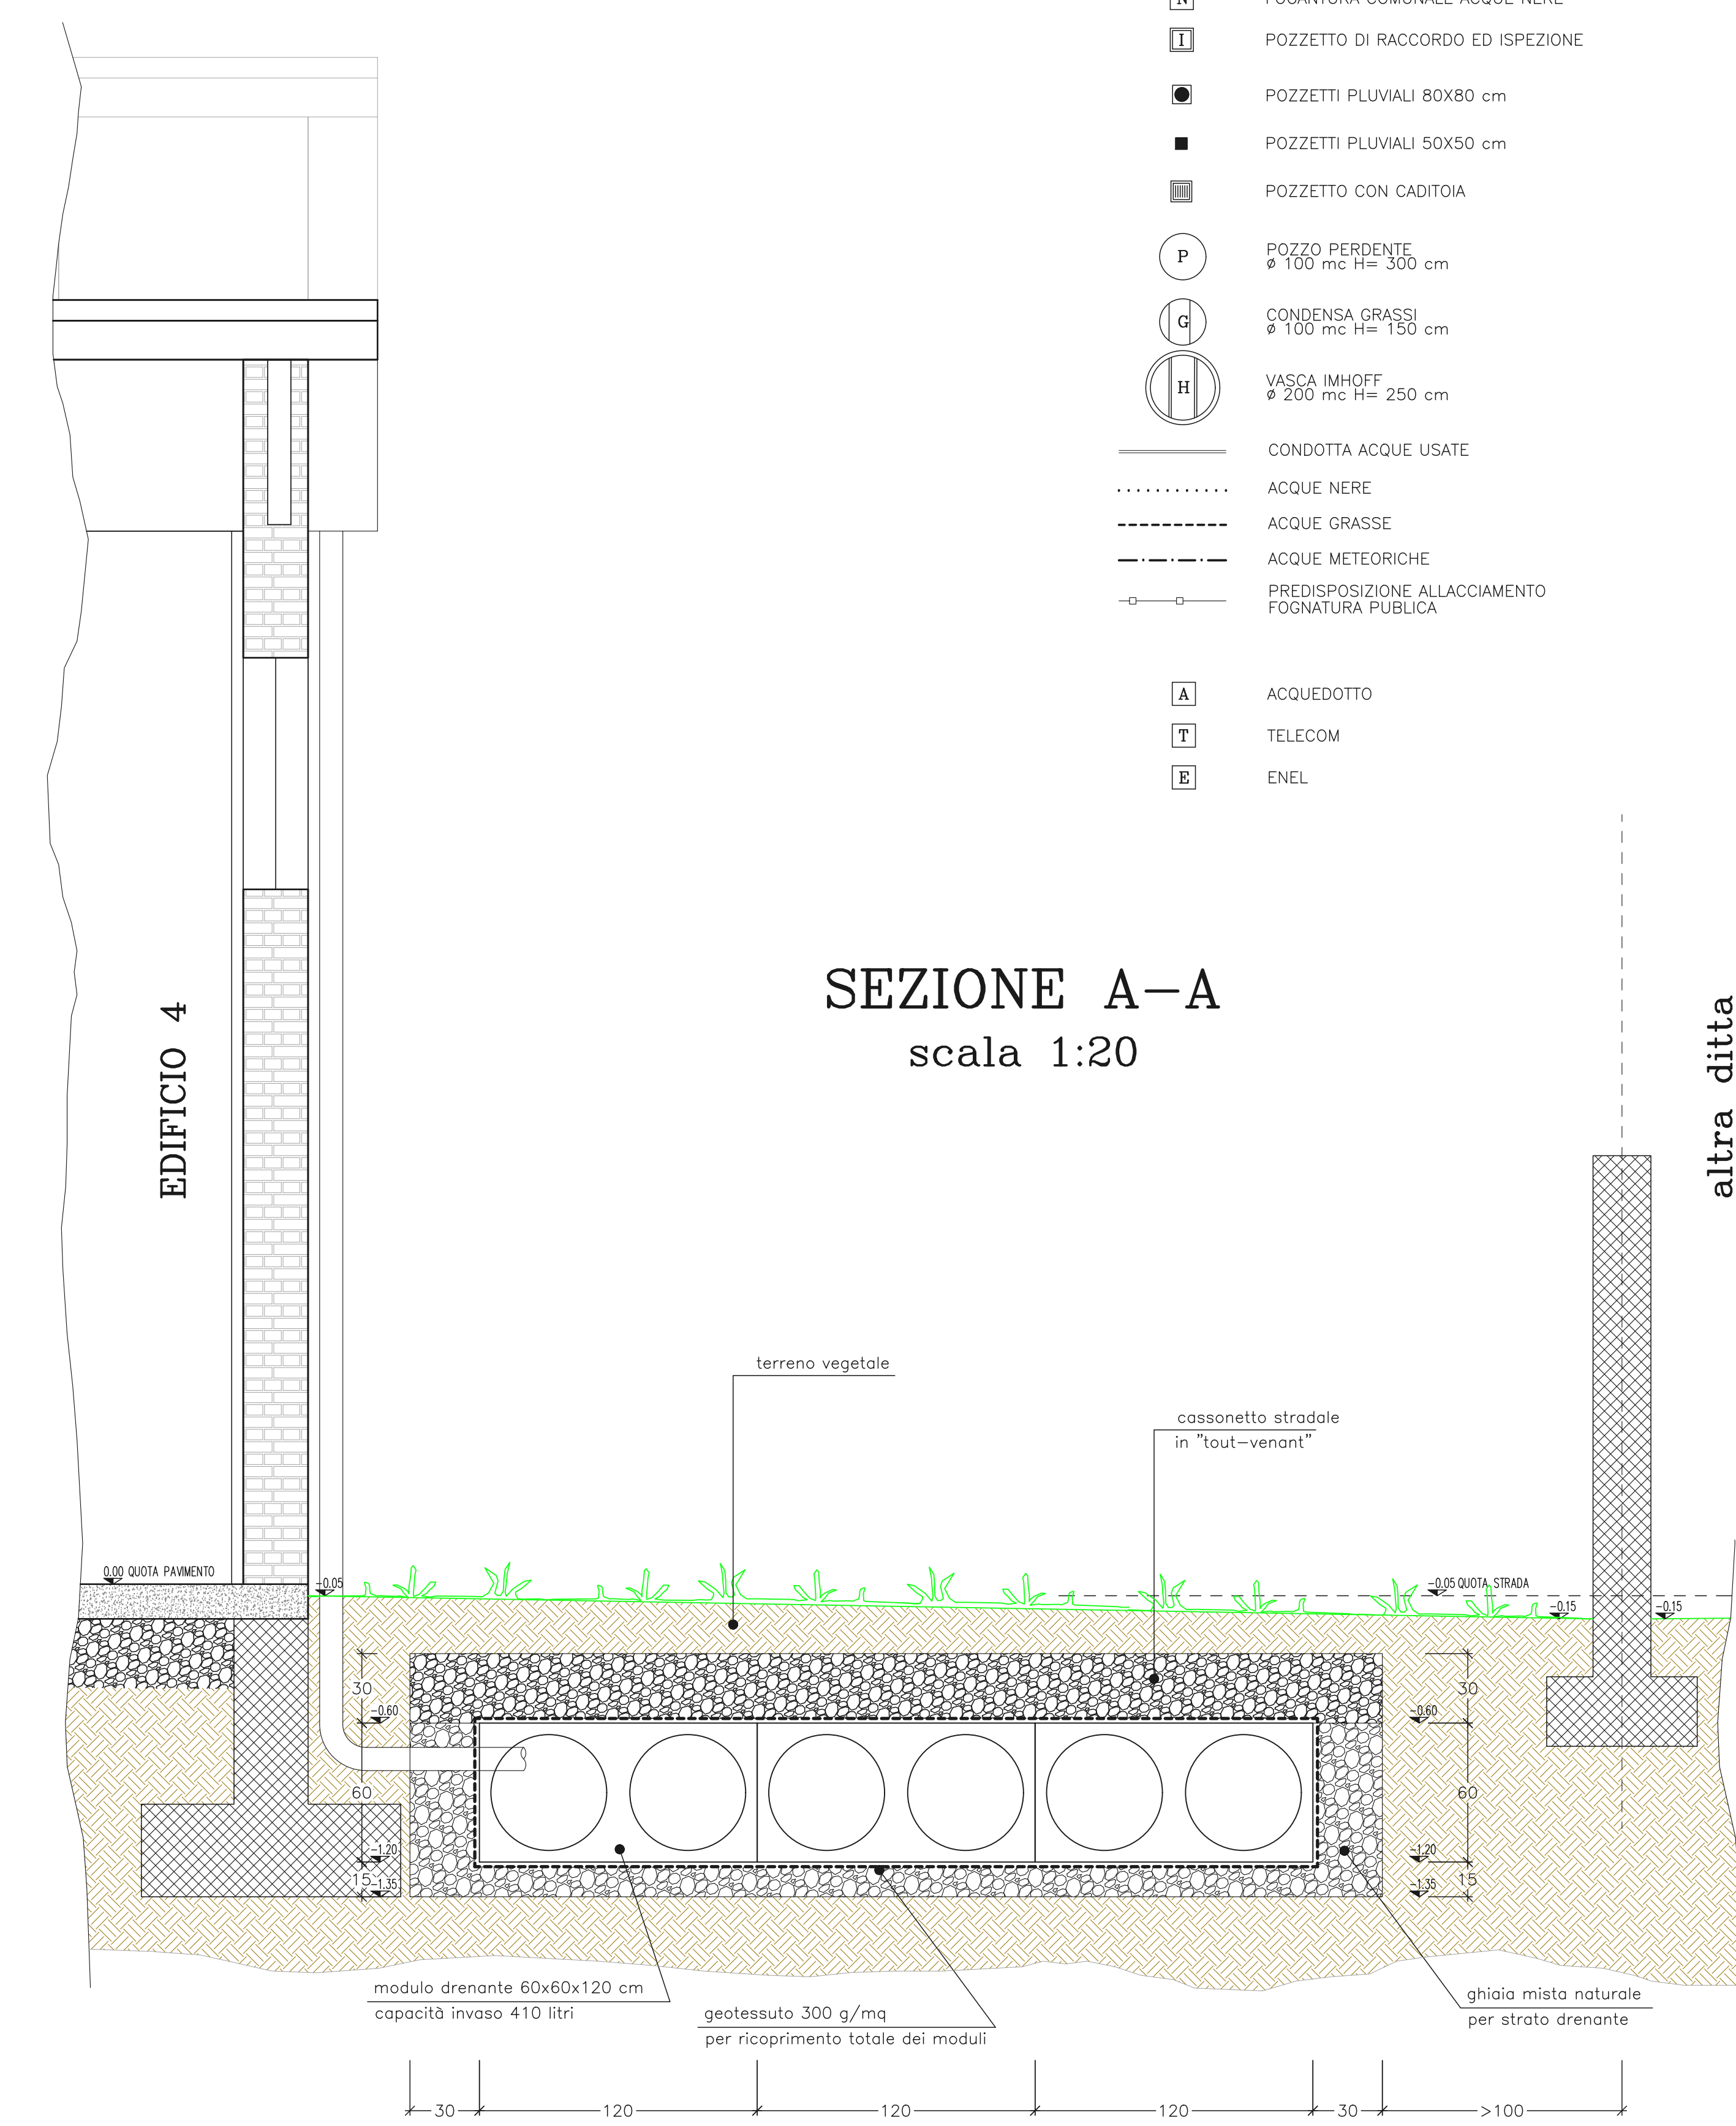 N
FOGANTURA COMUNALE ACQUE NERE
I
POZZETTO DI RACCORDO ED ISPEZIONE
POZZETTI PLUVIALI 80X80 cm
POZZETTI PLUVIALI 50X50 cm
POZZETTO CON CADITOIA
P
POZZO PERDENTE
ø 100 mc H= 300 cm
G
CONDENSA GRASSI
ø 100 mc H= 150 cm
H
VASCA IMHOFF
ø 200 mc H= 250 cm
CONDOTTA ACQUE USATE
ACQUE NERE
ACQUE GRASSE
ACQUE METEORICHE
PREDISPOSIZIONE ALLACCIAMENTO
FOGNATURA PUBLICA
A
ACQUEDOTTO
T
TELECOM
E
ENEL
SEZIONE A-A
scala 1:20
EDIFICIO 4
altra ditta
terreno vegetale
cassonetto stradale
in "tout-venant"
0.00 QUOTA PAVIMENTO
-0.05
-0.05 QUOTA STRADA
-0.15
-0.15
30
-0.60
60
-1.20
15
-1.35
30
-0.60
60
-1.20
15
-1.35
modulo drenante 60x60x120 cm
capacità invaso 410 litri
geotessuto 300 g/mq
per ricoprimento totale dei moduli
ghiaia mista naturale
per strato drenante
30
120
120
120
30
>100